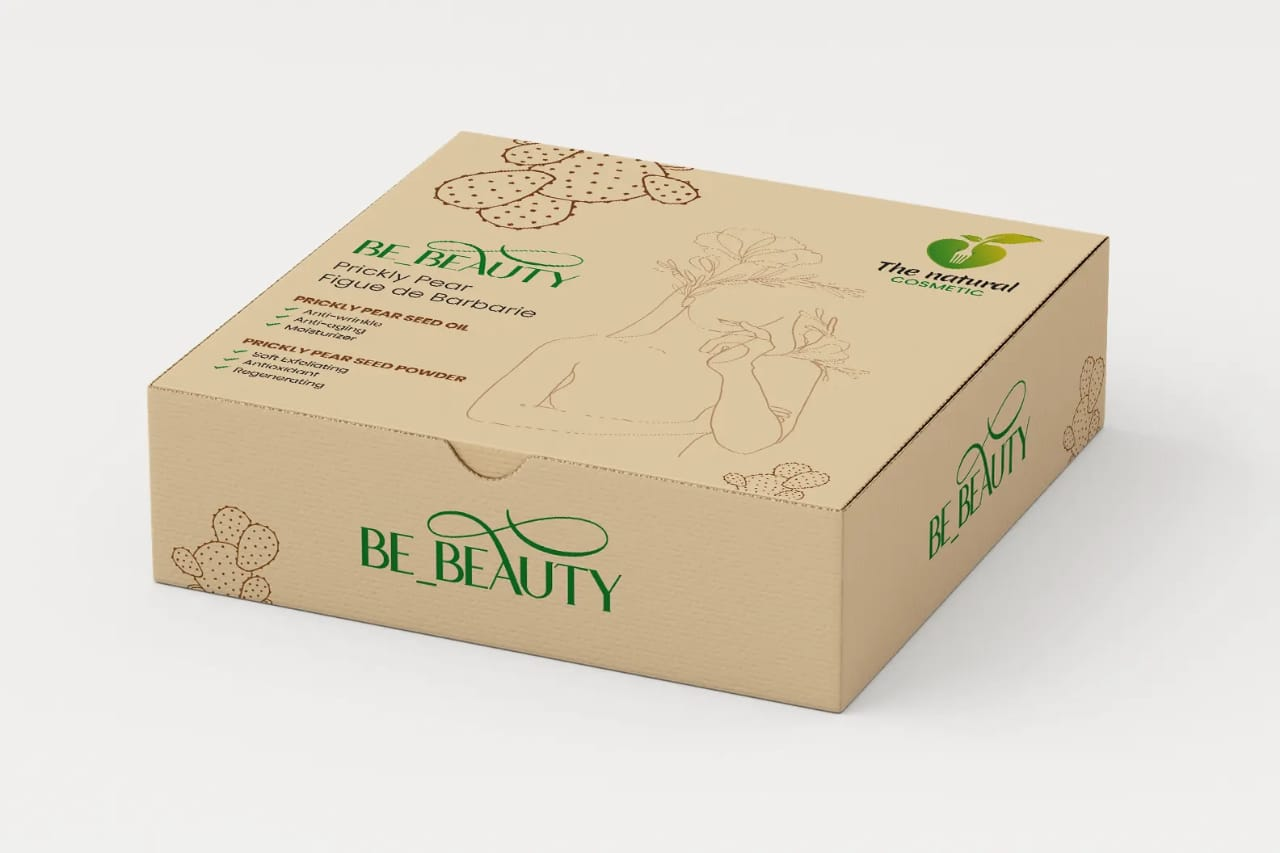 BE_BEAUTY
Prickly Pear
Figue de Barbarie
PRICKLY PEAR SEED OIL
Anti-wrinkle
Anti-aging
Moisturizer
PRICKLY PEAR SEED POWDER
Soft Exfoliating
Antioxidant
Regenerating
The natural
COSMETIC
BE_BEAUTY
BE_BEAUTY